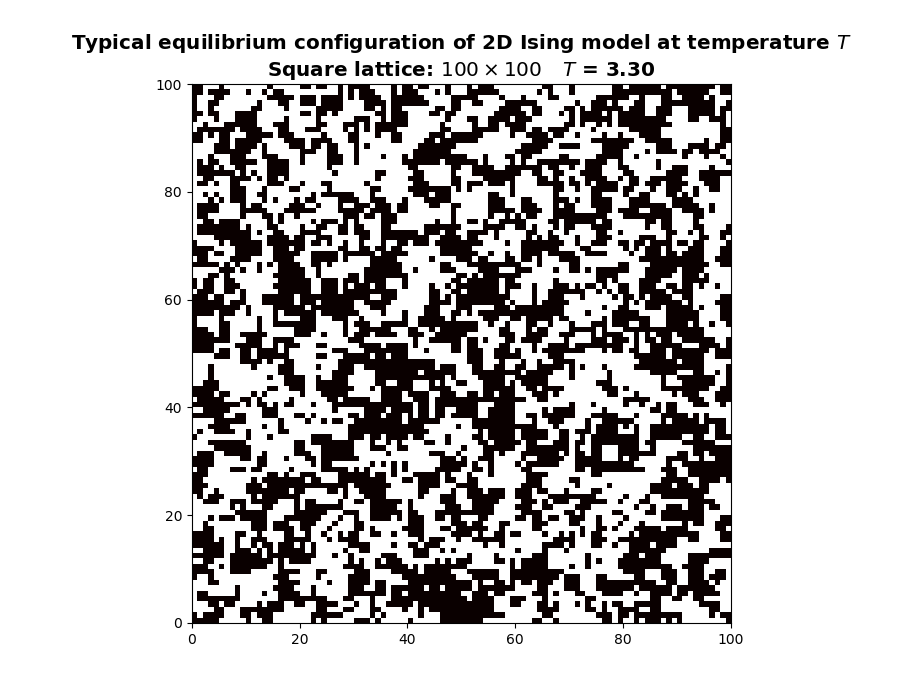 Typical equilibrium configuration of 2D Ising model at temperature T
Square lattice: 100 × 100 T = 3.30
100
80
60
40
20
0
0 20 40 60 80 100